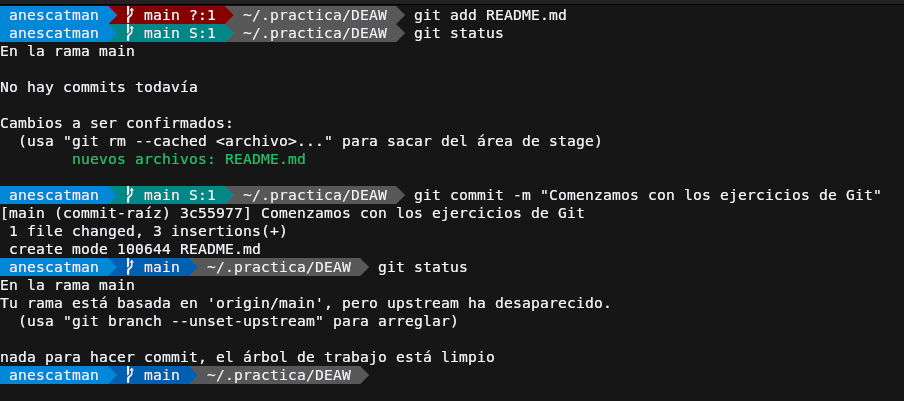 anescatman main ?:1 ~/.practica/DEAW git add README.md
anescatman main S:1 ~/.practica/DEAW git status
En la rama main
No hay commits todavía
Cambios a ser confirmados:
(usa "git rm --cached <archivo>..." para sacar del área de stage)
nuevos archivos: README.md
anescatman main S:1 ~/.practica/DEAW git commit -m "Comenzamos con los ejercicios de Git"
[main (commit-raíz) 3c55977] Comenzamos con los ejercicios de Git
1 file changed, 3 insertions(+)
create mode 100644 README.md
anescatman main ~/.practica/DEAW git status
En la rama main
Tu rama está basada en 'origin/main', pero upstream ha desaparecido.
(usa "git branch --unset-upstream" para arreglar)
nada para hacer commit, el árbol de trabajo está limpio
anescatman main ~/.practica/DEAW